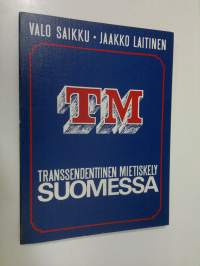 VALO SAIKKU • JAAKKO LAITINEN
TM
TRANSSENDENTTINEN MIETISKELY
SUOMESSA